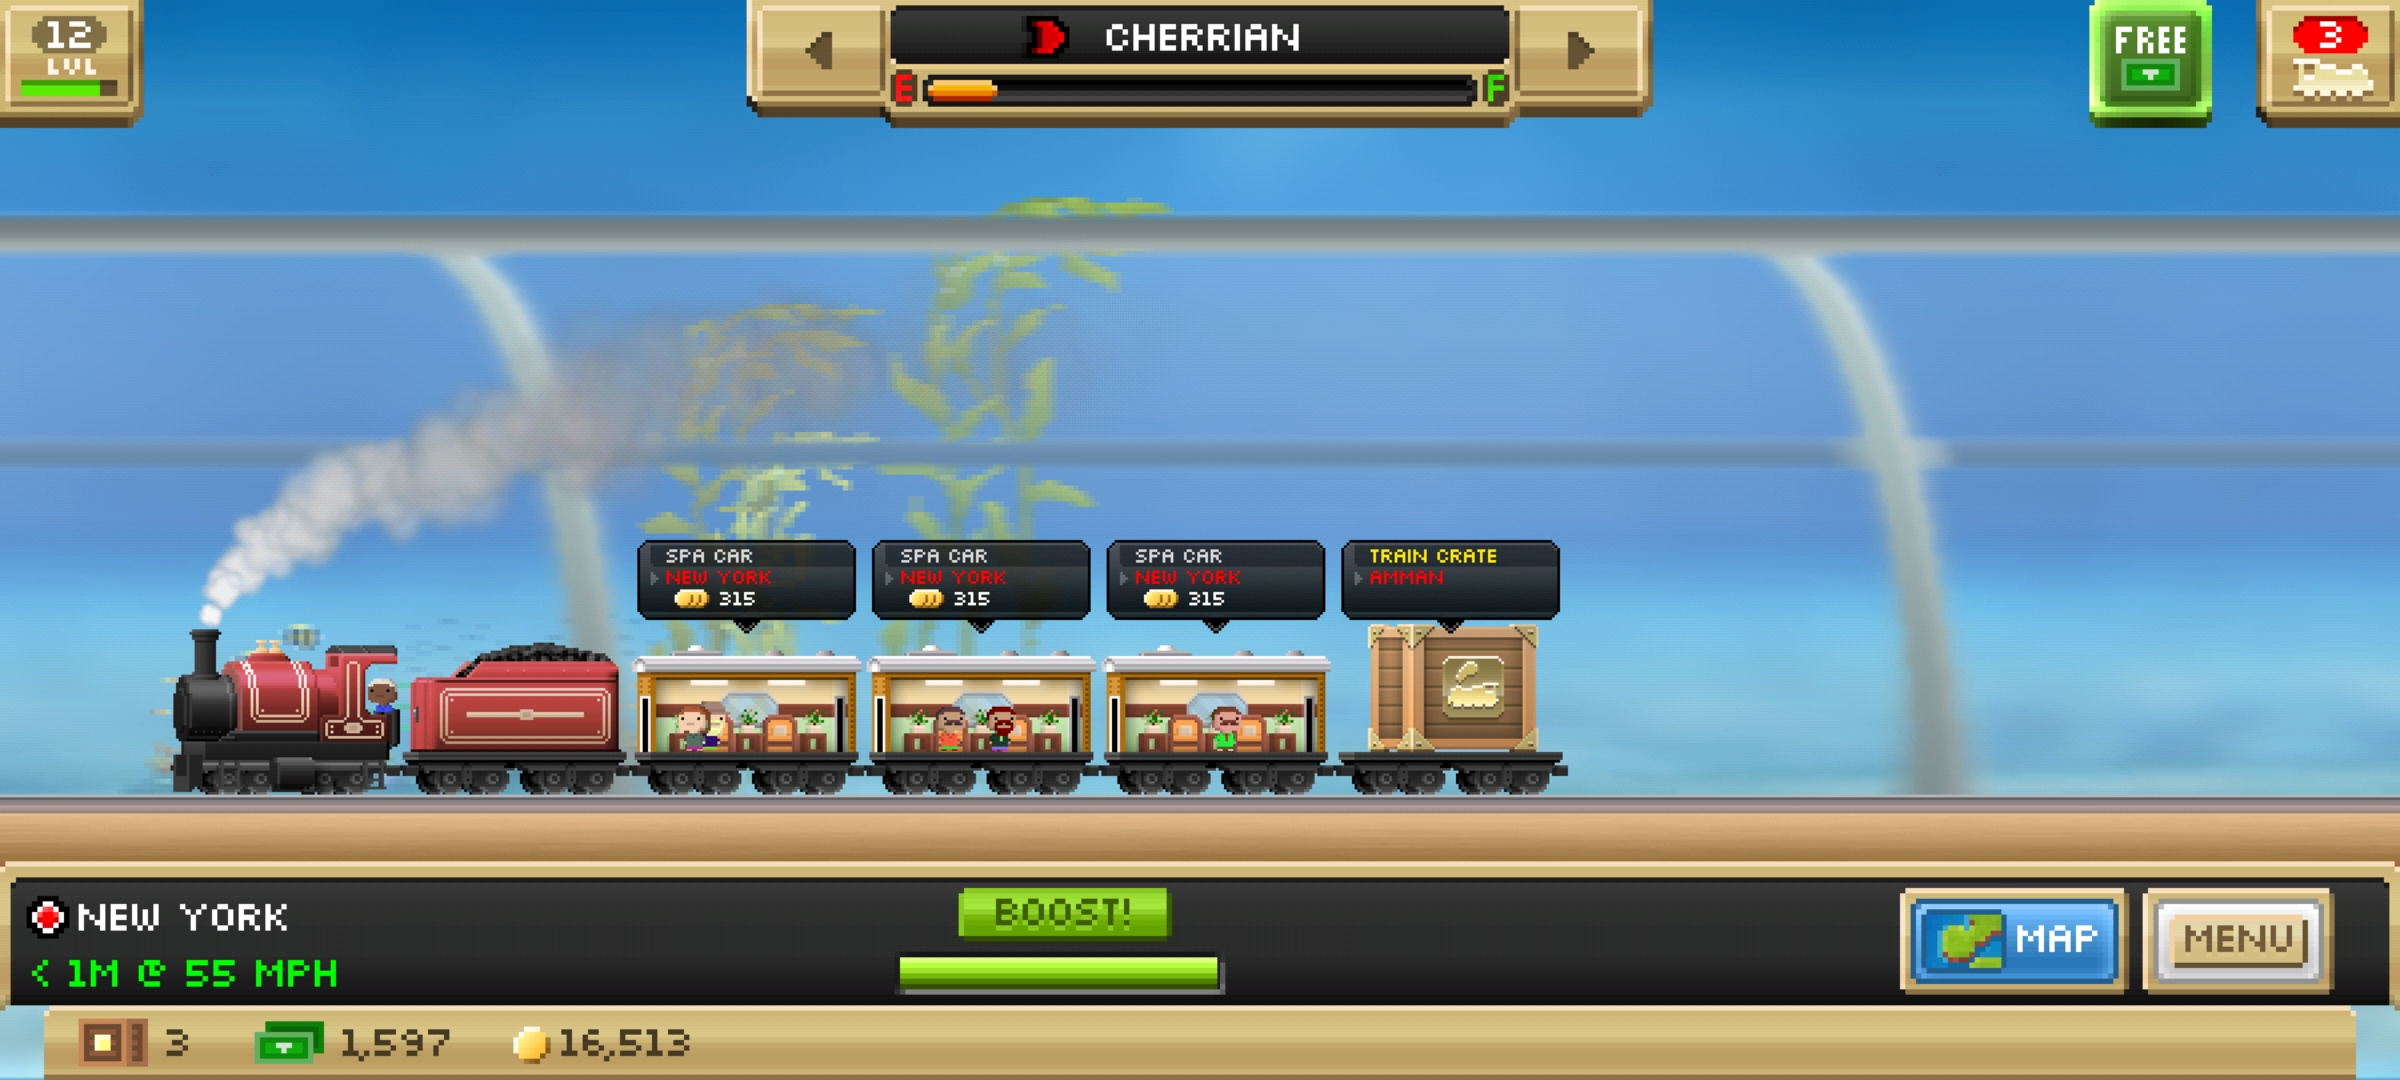 12
LVL
CHERRIAN
E F
FREE
3
SPA CAR
NEW YORK
315
SPA CAR
NEW YORK
315
SPA CAR
NEW YORK
315
TRAIN CRATE
AMMAN
NEW YORK
< 1M @ 55 MPH
BOOST!
MAP
MENU
3 1,597 16,513